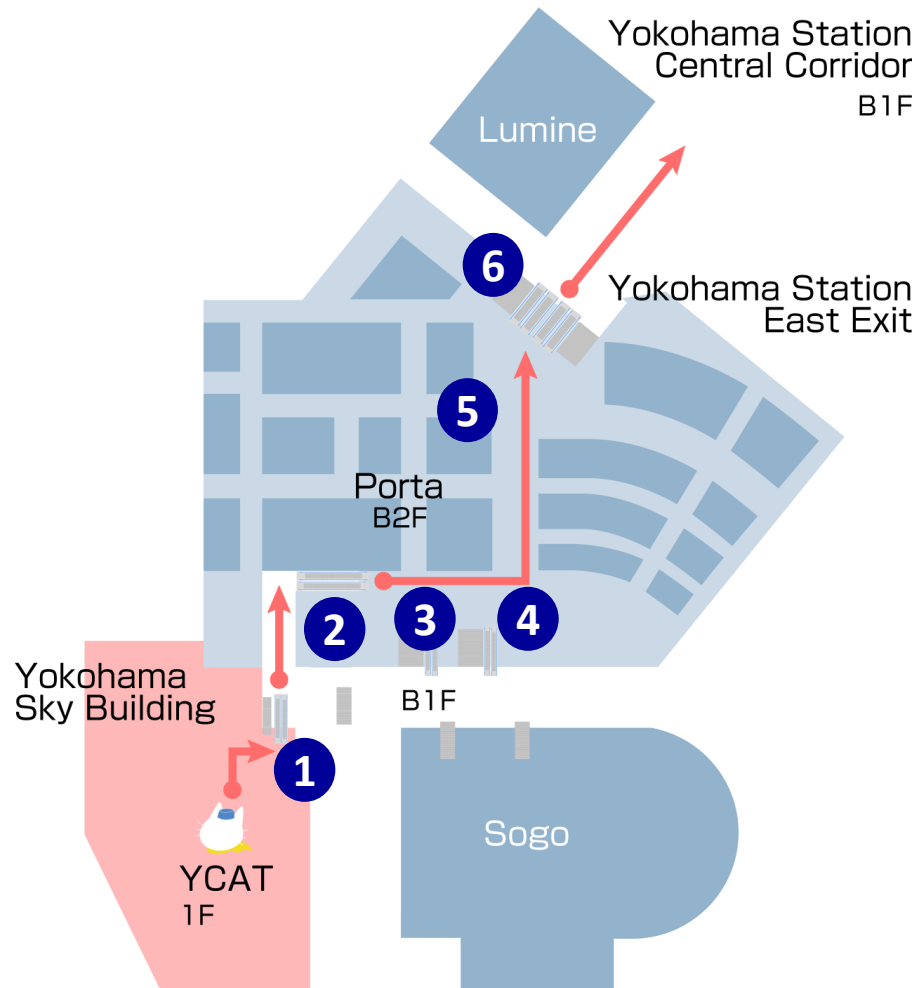 Yokohama Station
Central Corridor
B1F
Lumine
6
Yokohama Station
East Exit
5
Porta
B2F
2
3
4
Yokohama
Sky Building
B1F
1
Sogo
YCAT
1F